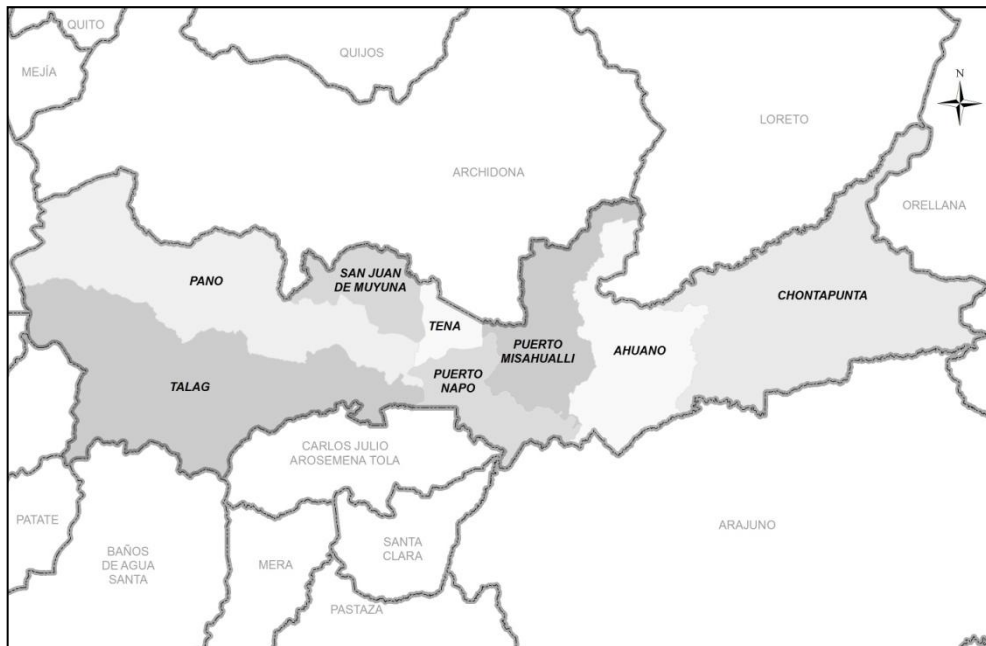 QUITO
QUIJOS
MEJÍA
N
LORETO
ARCHIDONA
ORELLANA
PANO
SAN JUAN
DE MUYUNA
CHONTAPUNTA
TENA
PUERTO
MISAHUALLI
AHUANO
PUERTO
NAPO
TALAG
CARLOS JULIO
AROSEMENA TOLA
PATATE
ARAJUNO
BAÑOS
DE AGUA
SANTA
MERA
SANTA
CLARA
PASTAZA